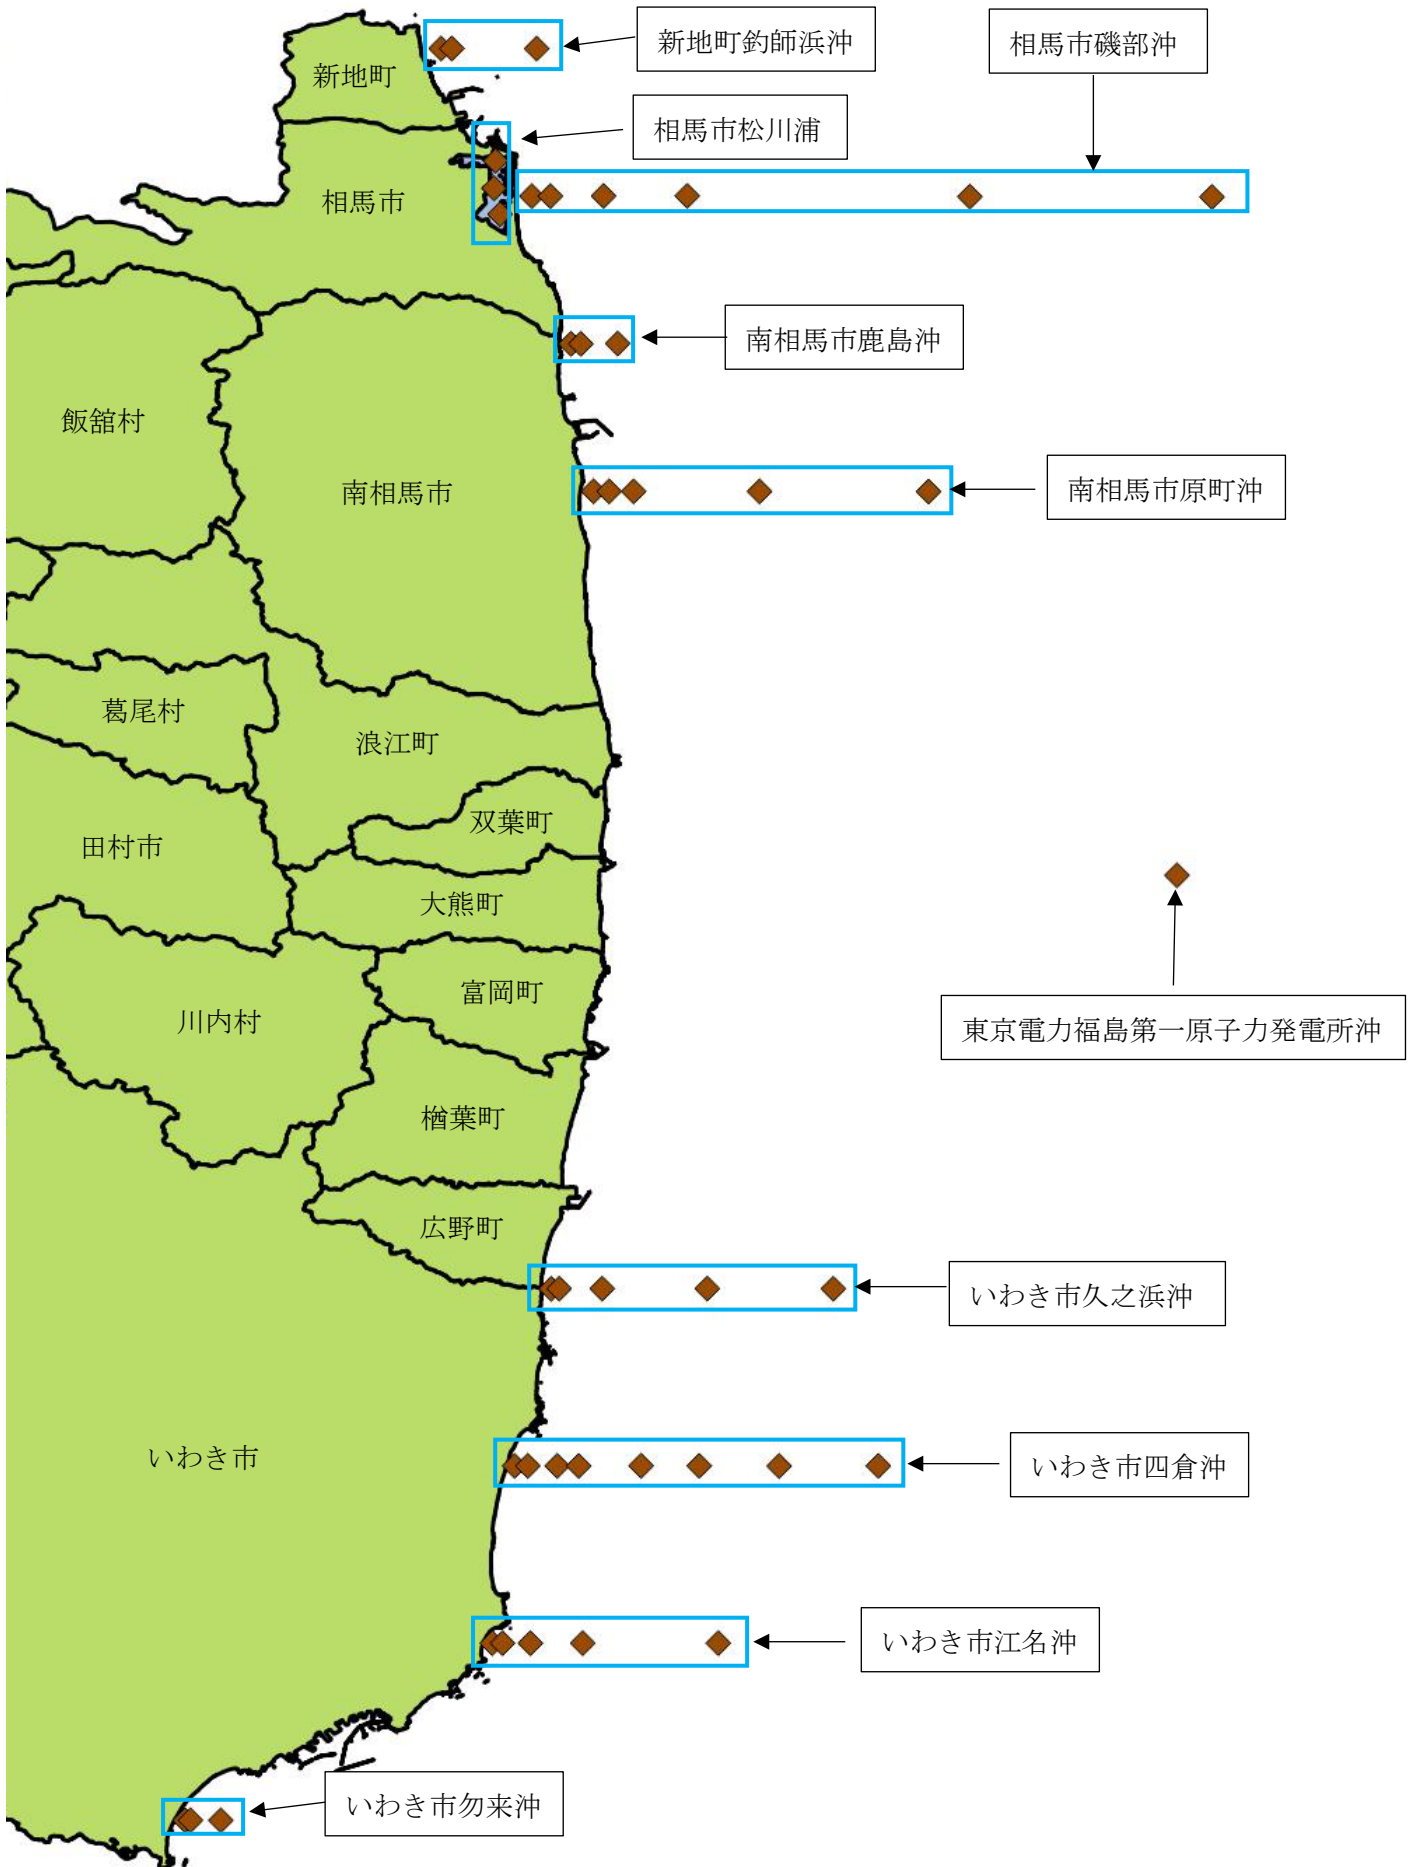 新地町釣師浜沖
相馬市磯部沖
新地町
相馬市松川浦
相馬市
南相馬市鹿島沖
飯舘村
南相馬市
南相馬市原町沖
葛尾村
浪江町
双葉町
田村市
大熊町
富岡町
川内村
東京電力福島第一原子力発電所沖
楢葉町
広野町
いわき市久之浜沖
いわき市
いわき市四倉沖
いわき市江名沖
いわき市勿来沖